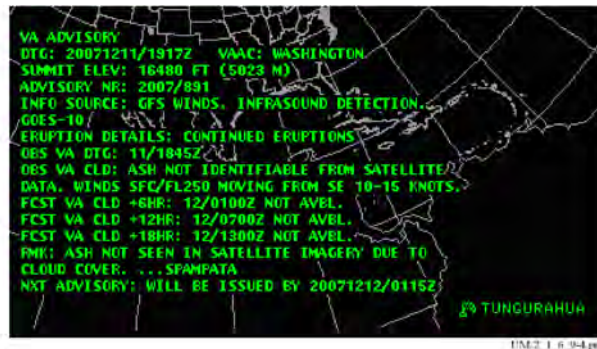 VA ADVISORY
DTG: 20071211/1917Z VAAC: WASHINGTON
SUMMIT ELEV: 16480 FT (5023 M)
ADVISORY NR: 2007/891
INFO SOURCE: GFS WINDS. INFRASOUND DETECTION.
GOES-10
ERUPTION DETAILS: CONTINUED ERUPTIONS
OBS VA DTG: 11/1845Z
OBS VA CLD: ASH NOT IDENTIFIABLE FROM SATELLITE
DATA. WINDS SFC/FL250 MOVING FROM SE 10-15 KNOTS.
FCST VA CLD +6HR: 12/0100Z NOT AVBL.
FCST VA CLD +12HR: 12/0700Z NOT AVBL.
FCST VA CLD +18HR: 12/1300Z NOT AVBL.
RMK: ASH NOT SEEN IN SATELLITE IMAGERY DUE TO
CLOUD COVER. ...SPAMPATA
NXT ADVISORY: WILL BE ISSUED BY 20071212/0115Z
TUNGURAHUA